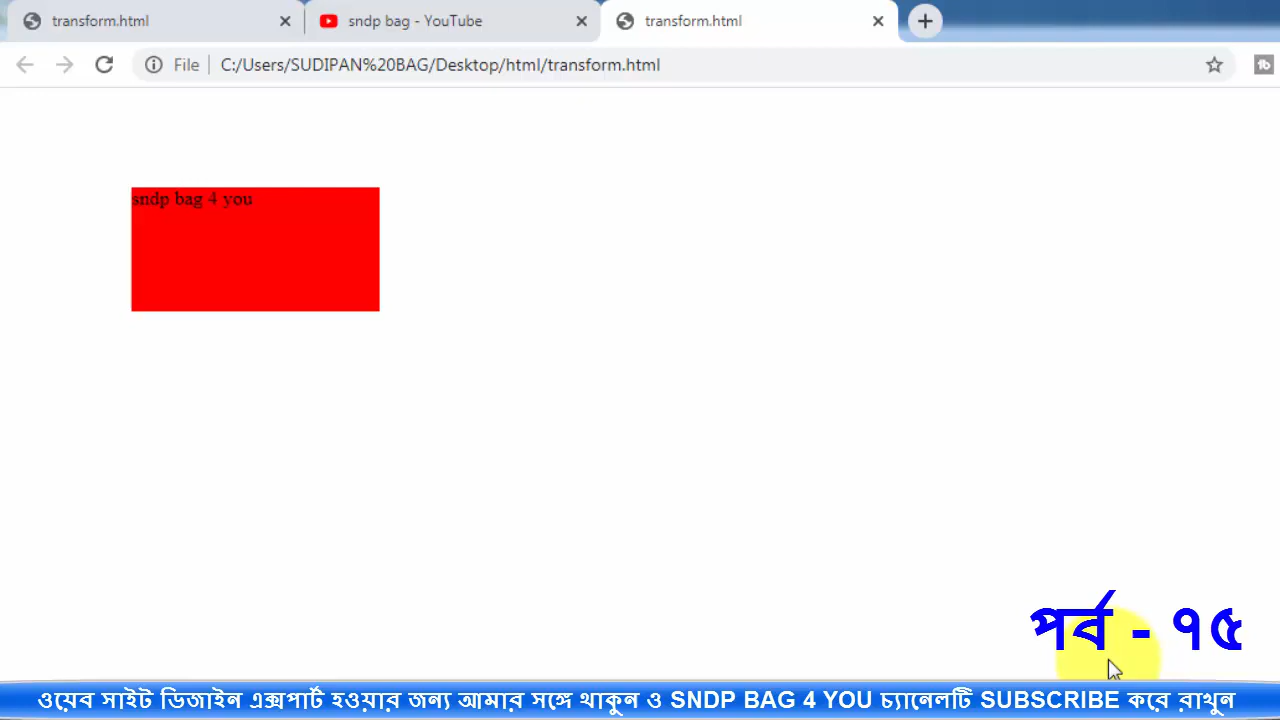 transform.html
sndp bag - YouTube
transform.html
File
C:/Users/SUDIPAN%20BAG/Desktop/html/transform.html
sndp bag 4 you
পর্ব - ৭৫
ওয়েব সাইট ডিজাইন এক্সপার্ট হওয়ার জন্য আমার সঙ্গে থাকুন ও SNDP BAG 4 YOU চ্যানেলটি SUBSCRIBE করে রাখুন